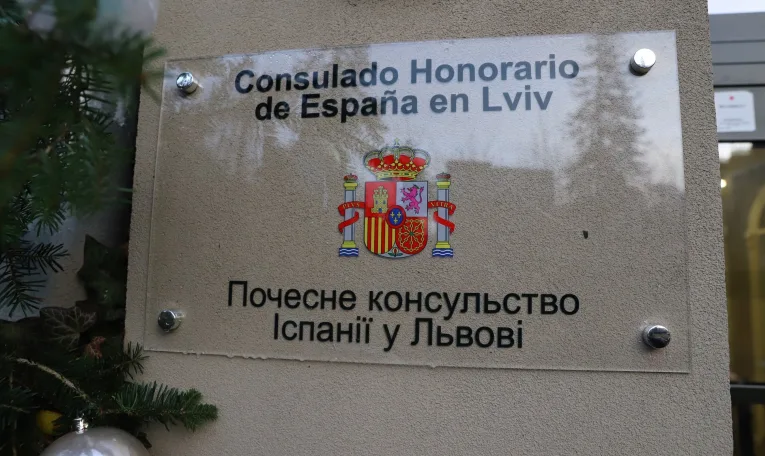 Consulado Honorario
de España en Lviv
Почесне консульство
Іспанії у Львові